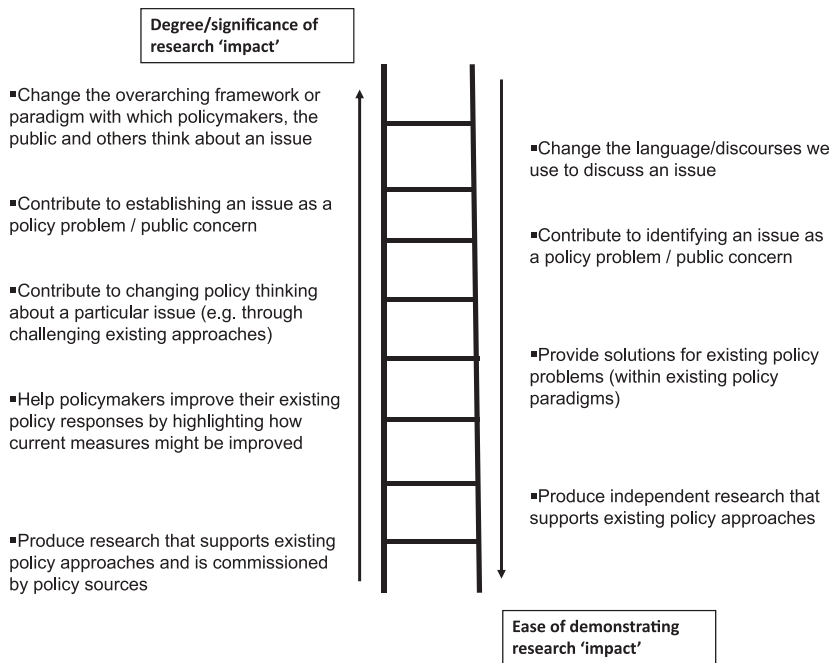 Degree/significance of
research ‘impact’
▪Change the overarching framework or
paradigm with which policymakers, the
public and others think about an issue
▪Contribute to establishing an issue as a
policy problem / public concern
▪Contribute to changing policy thinking
about a particular issue (e.g. through
challenging existing approaches)
▪Help policymakers improve their existing
policy responses by highlighting how
current measures might be improved
▪Produce research that supports existing
policy approaches and is commissioned
by policy sources
▪Change the language/discourses we
use to discuss an issue
▪Contribute to identifying an issue as
a policy problem / public concern
▪Provide solutions for existing policy
problems (within existing policy
paradigms)
▪Produce independent research that
supports existing policy approaches
Ease of demonstrating
research ‘impact’